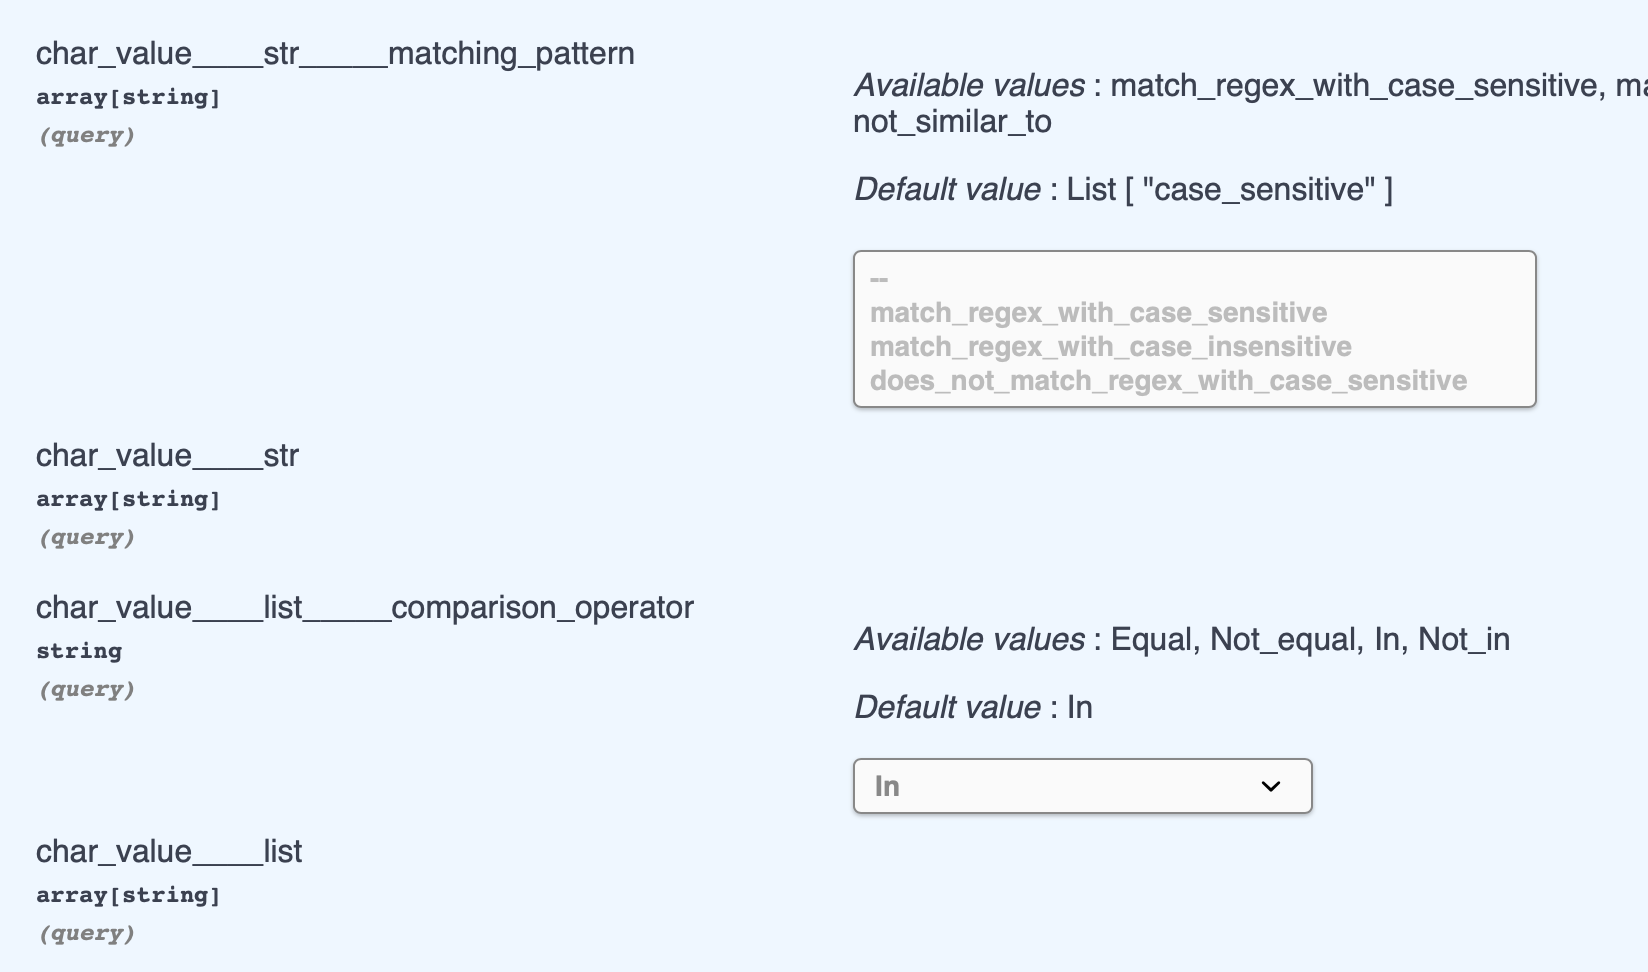 char_value____str_____matching_pattern
array[string]
(query)
Available values : match_regex_with_case_sensitive,
not_similar_to
Default value : List [ "case_sensitive" ]
--
match_regex_with_case_sensitive
match_regex_with_case_insensitive
does_not_match_regex_with_case_sensitive
char_value____str
array[string]
(query)
char_value____list_____comparison_operator
string
(query)
Available values : Equal, Not_equal, In, Not_in
Default value : In
In
char_value____list
array[string]
(query)